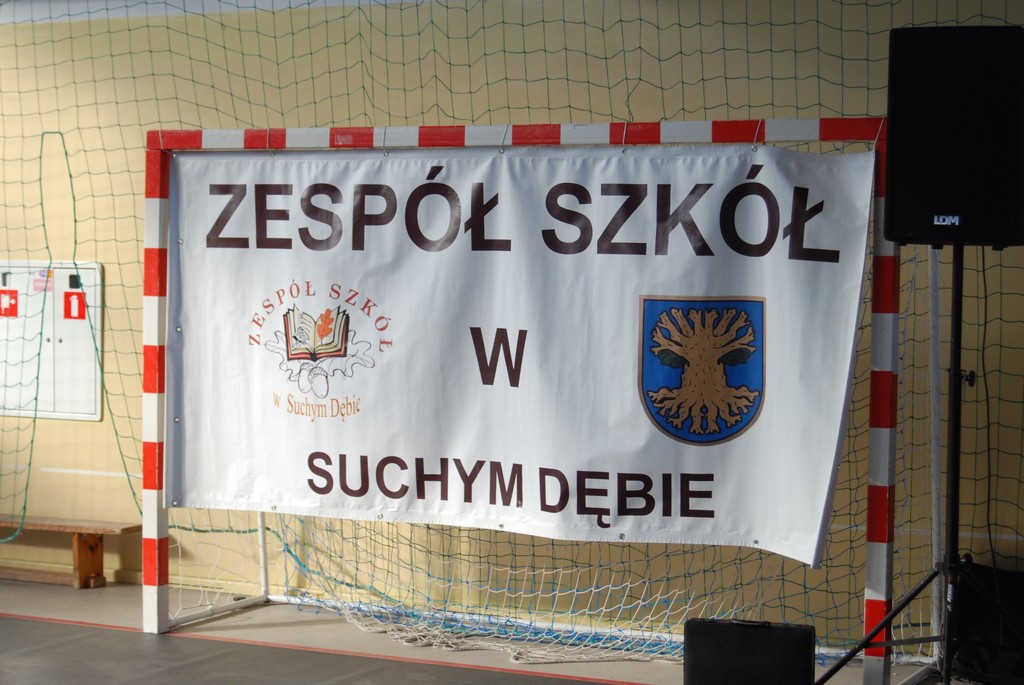 ZESPÓŁ SZKÓŁ
ZESPÓŁ SZKÓŁ
w Suchym Dębie
W
SUCHYM DĘBIE
LDM